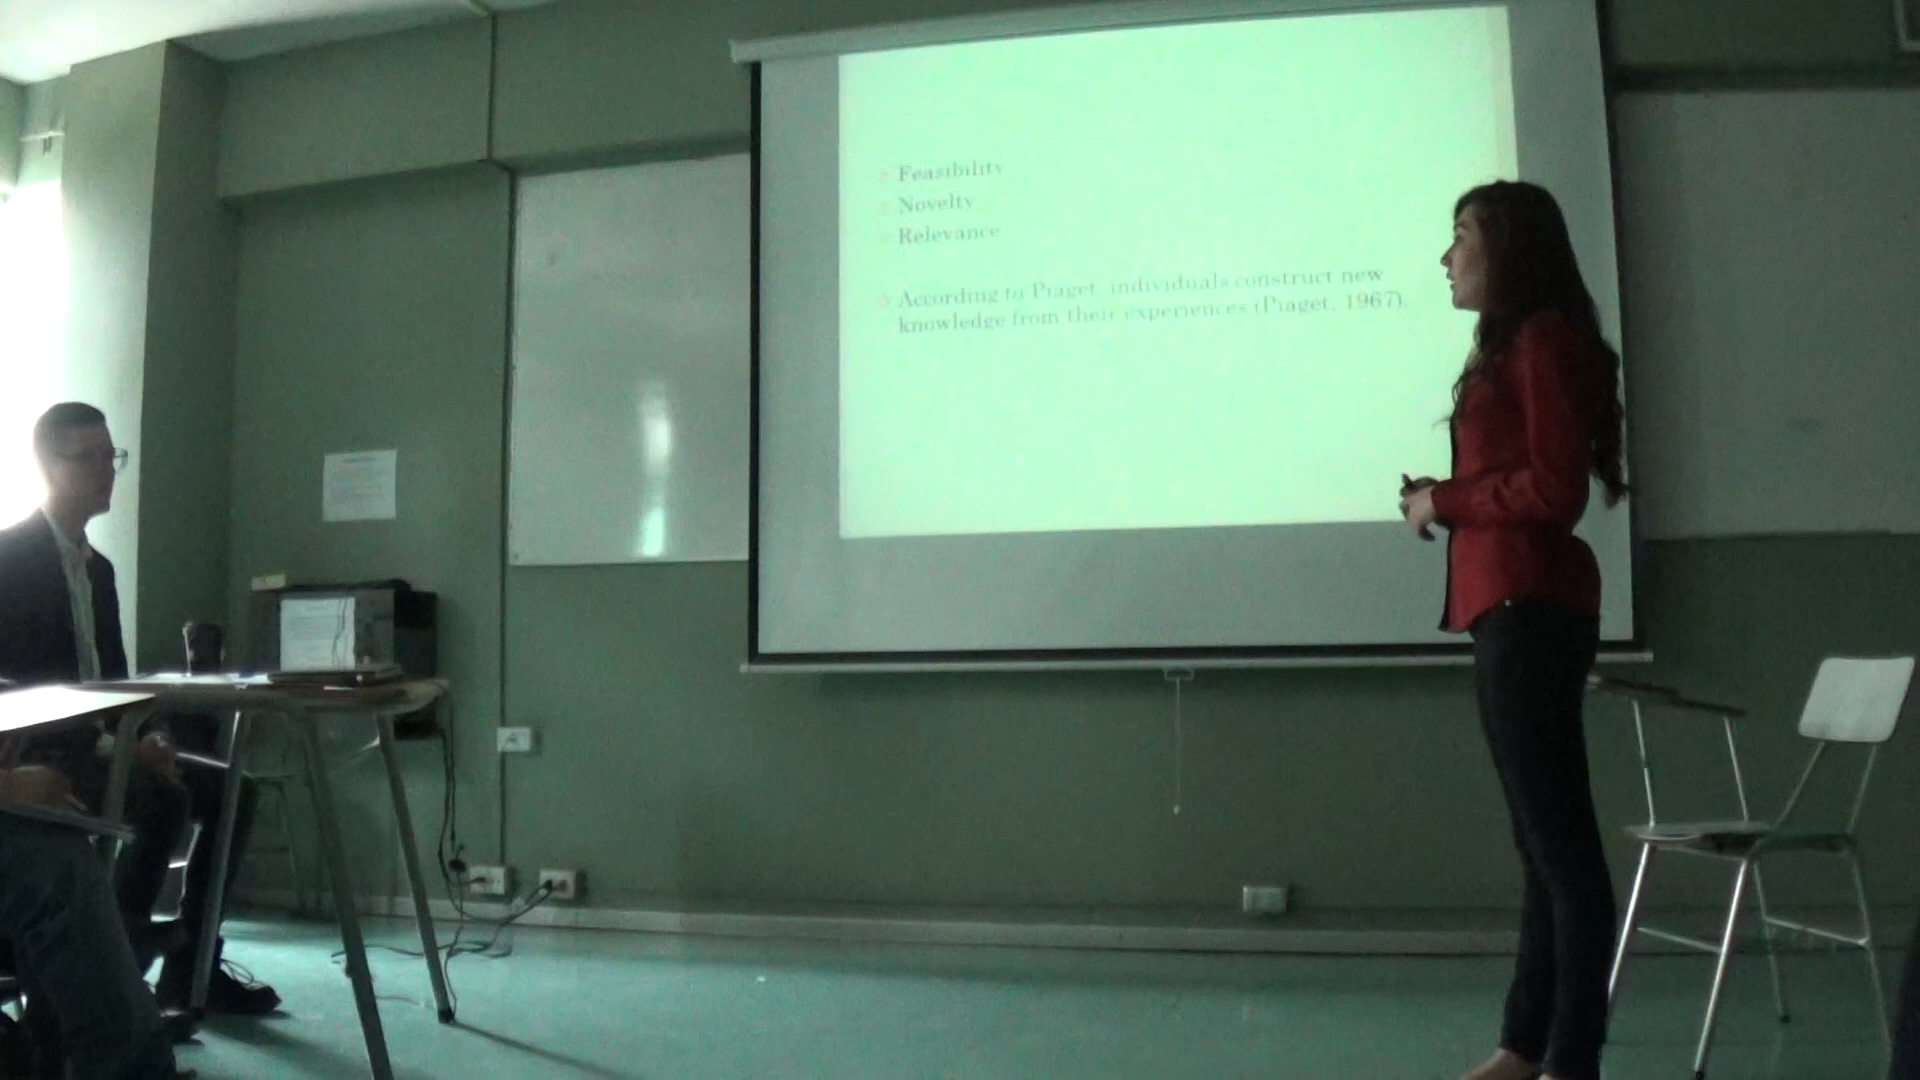 Feasibility
Novelty
Relevance
According to Piaget, individuals construct new
knowledge from their experiences (Piaget, 1967).